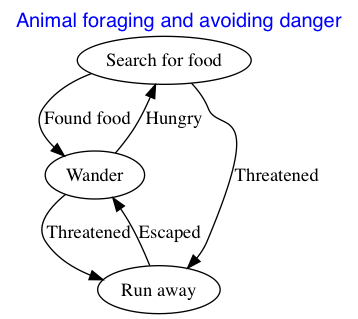 Animal foraging and avoiding danger
Search for food
Found food
Hungry
Wander
Threatened
Threatened
Escaped
Run away